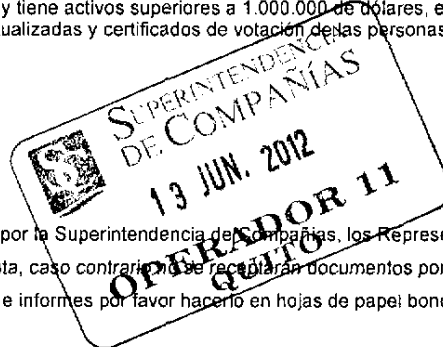 y tiene activos superiores a 1.000.000 de dólares, e
ualizadas y certificados de votación de las personas
SUPERINTENDENCIA
DE COMPAÑÍAS
13 JUN. 2012
OPERADOR 11
QUITO
por la Superintendencia de Compañias, los Represe
ta, caso contrario no se receptarán documentos por
e informes por favor hacerlo en hojas de papel bond